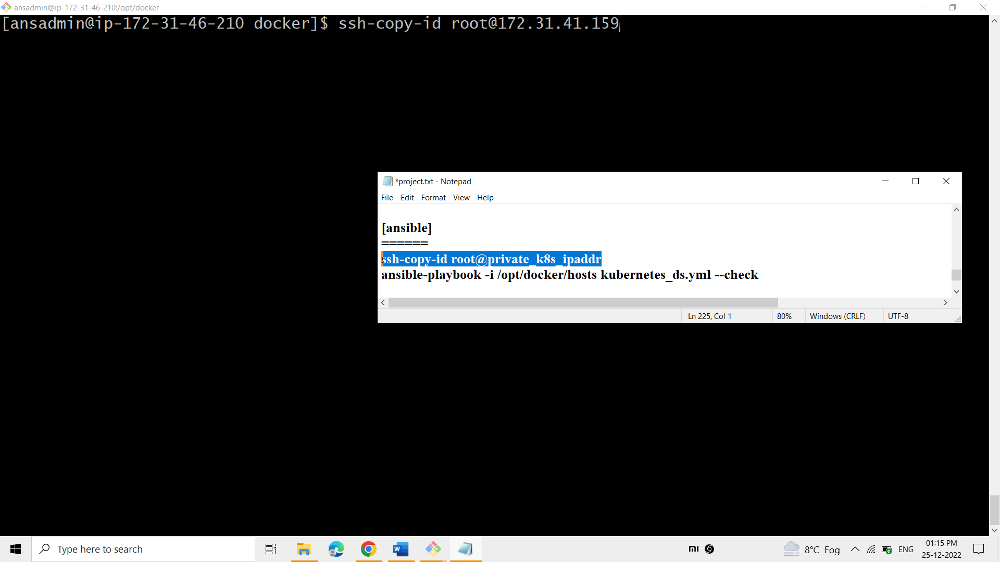 ansadmin@ip-172-31-46-210:/opt/docker
[ansadmin@ip-172-31-46-210 docker]$ ssh-copy-id root@172.31.41.159
*project.txt - Notepad
File Edit Format View Help
[ansible]
======
ssh-copy-id root@private_k8s_ipaddr
ansible-playbook -i /opt/docker/hosts kubernetes_ds.yml --check
Ln 225, Col 1 80% Windows (CRLF) UTF-8
Type here to search
W
mi
8°C Fog
ENG
01:15 PM
25-12-2022